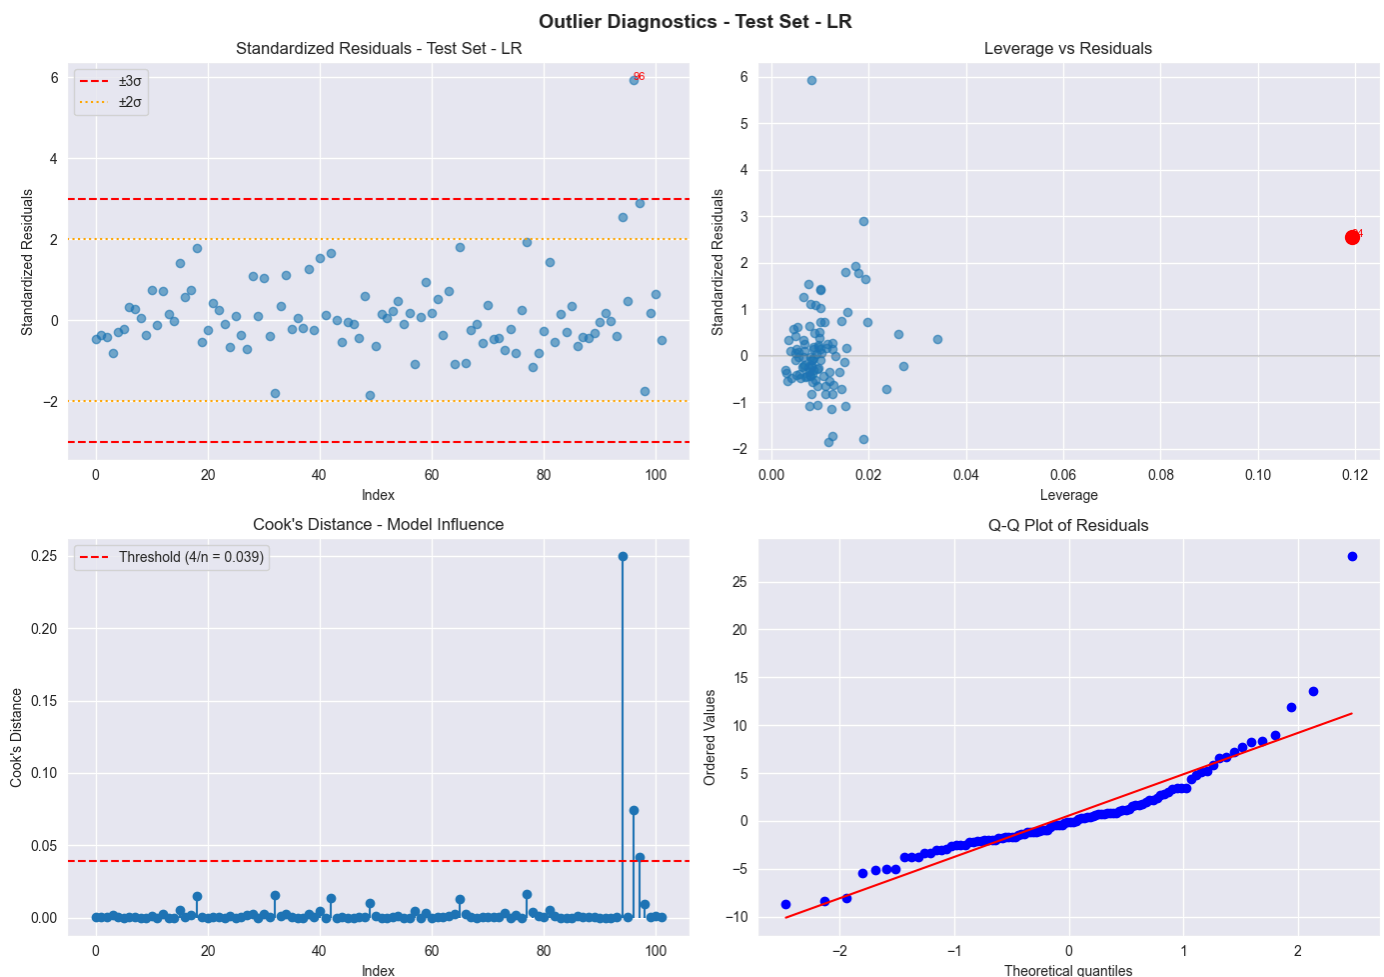 Outlier Diagnostics - Test Set - LR
Standardized Residuals - Test Set - LR
Standardized Residuals
6
4
2
0
−2
±3σ
±2σ
96
0 20 40 60 80 100
Index
Leverage vs Residuals
Standardized Residuals
6
5
4
3
2
1
0
−1
−2
94
0.00 0.02 0.04 0.06 0.08 0.10 0.12
Leverage
Cook's Distance - Model Influence
Cook's Distance
0.25
0.20
0.15
0.10
0.05
0.00
Threshold (4/n = 0.039)
0 20 40 60 80 100
Index
Q-Q Plot of Residuals
Ordered Values
25
20
15
10
5
0
−5
−10
−2 −1 0 1 2
Theoretical quantiles